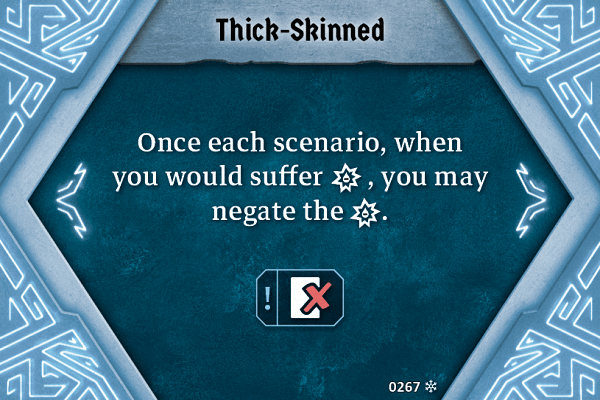 Thick-Skinned
Once each scenario, when
you would suffer , you may
negate the .
!
0267